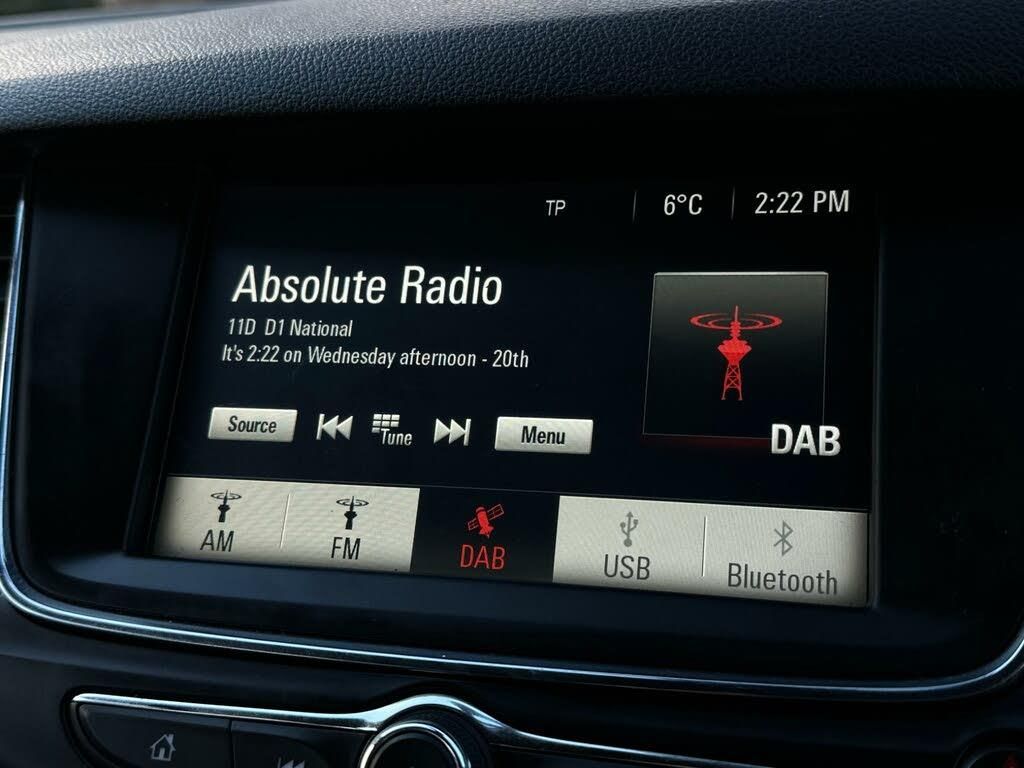 TP 6°C 2:22 PM
Absolute Radio
11D D1 National
It's 2:22 on Wednesday afternoon - 20th
Source Tune Menu
DAB
AM FM DAB USB Bluetooth